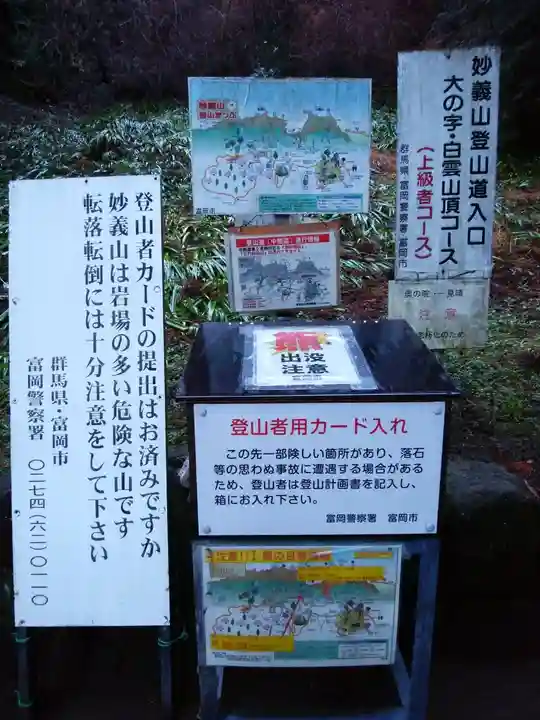 妙義山登山道入口
大の字・白雲山頂コース
(上級者コース)
群馬県・富岡警察署・富岡市
注意
富岡市
登山者カードの提出はお済みですか
妙義山は岩場の多い危険な山です
転落転倒には十分注意をして下さい
群馬県・富岡市
富岡警察署 〇二七四(六二)〇一一〇
熊
出没
注意
登山者用カード入れ
この先一部険しい箇所があり、落石
等の思わぬ事故に遭遇する場合がある
ため、登山者は登山計画書を記入し、
箱にお入れ下さい。
富岡警察署 富岡市